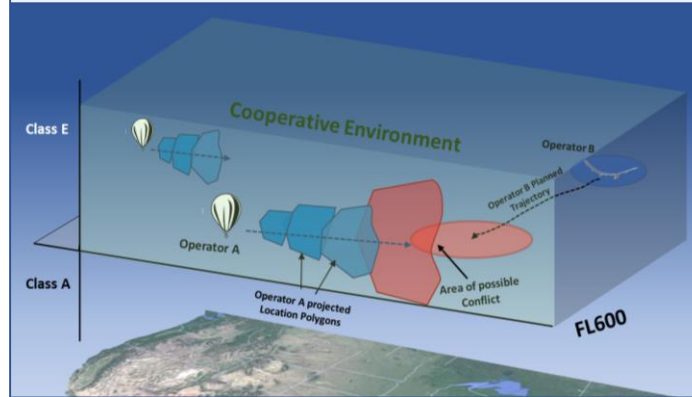 Cooperative Environment
Class E
Operator B
Operator B Planned
Trajectory
Operator A
Class A
Operator A projected
Location Polygons
Area of possible
Conflict
FL600